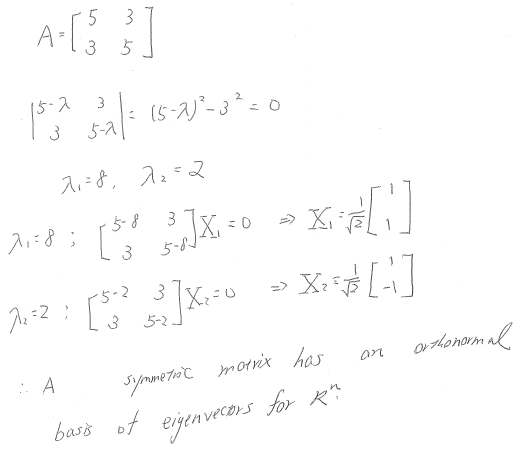 A = [ 5 3 ; 3 5 ]
| 5-λ 3 ; 3 5-λ | = (5-λ)² - 3² = 0
λ₁=8, λ₂=2
λ₁=8 ; [ 5-8 3 ; 3 5-8 ] X₁ = 0 ⇒ X₁ = 1/√2 [ 1 ; 1 ]
λ₂=2 ; [ 5-2 3 ; 3 5-2 ] X₂ = 0 ⇒ X₂ = 1/√2 [ 1 ; -1 ]
∴ A symmetric matrix has an orthonormal
basis of eigenvectors for Rⁿ.